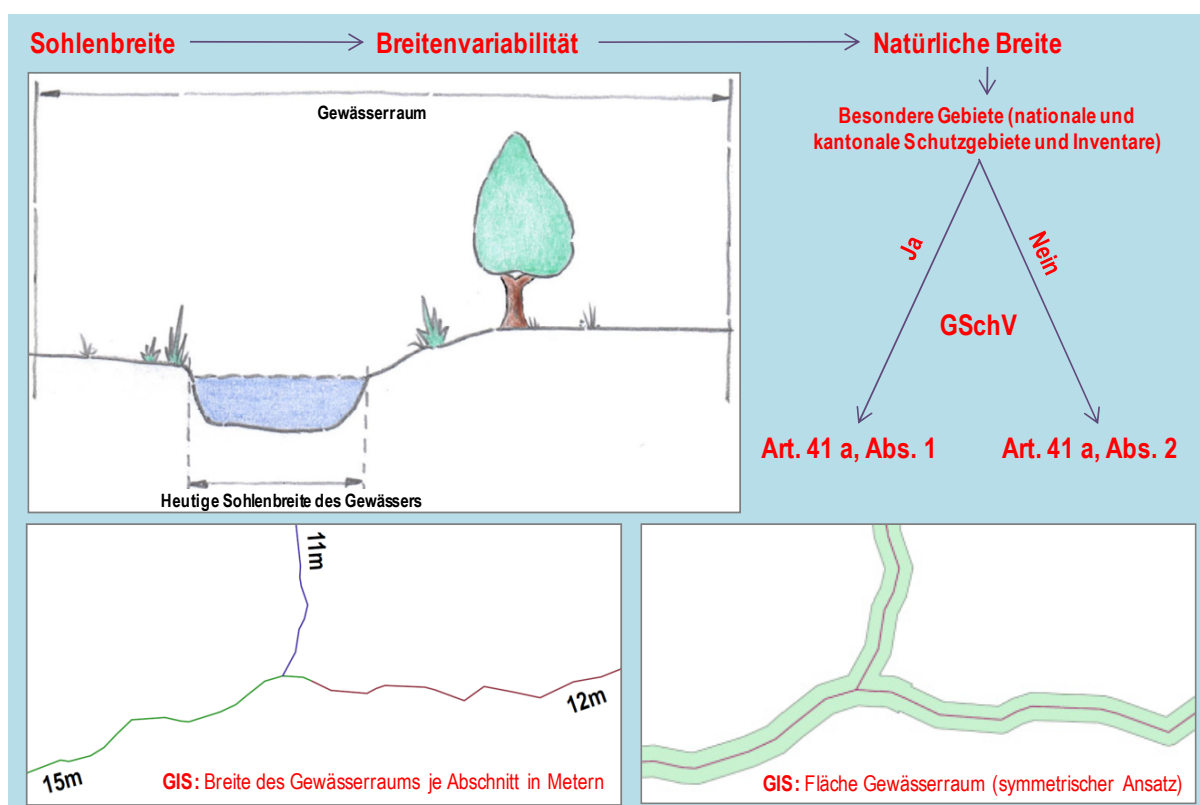 Sohlenbreite
Breitenvariabilität
Natürliche Breite
Gewässerraum
Besondere Gebiete (nationale und
kantonale Schutzgebiete und Inventare)
Ja
Nein
GSchV
Art. 41 a, Abs. 1
Art. 41 a, Abs. 2
Heutige Sohlenbreite des Gewässers
11m
12m
15m
GIS: Breite des Gewässerraums je Abschnitt in Metern
GIS: Fläche Gewässerraum (symmetrischer Ansatz)